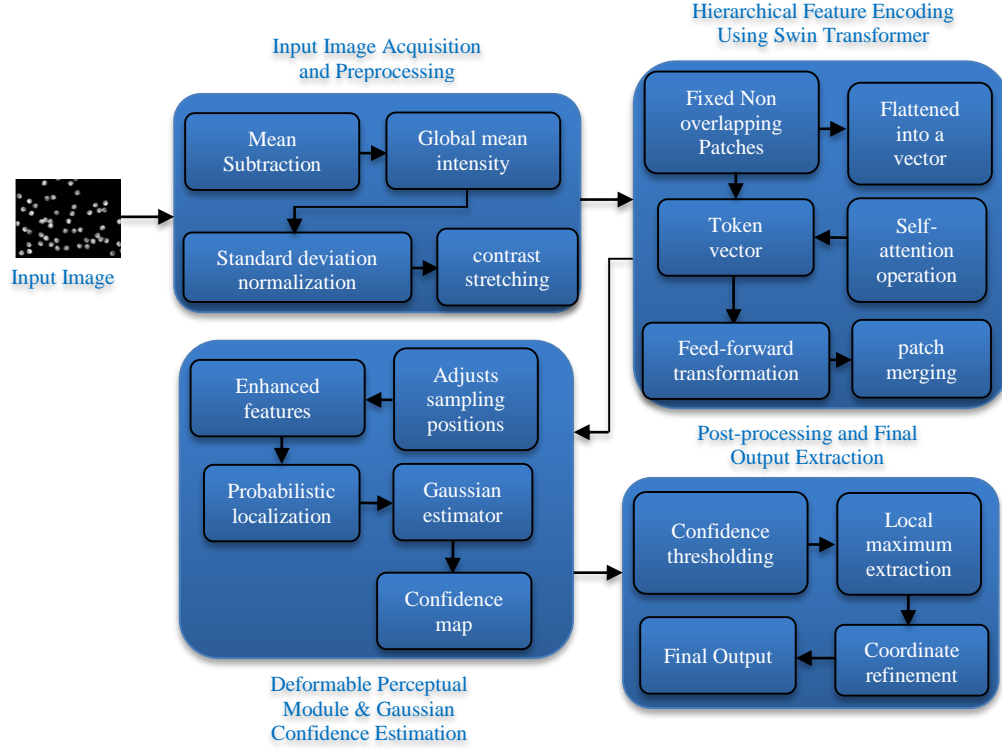 Input Image
Input Image Acquisition
and Preprocessing
Mean
Subtraction
Global mean
intensity
Standard deviation
normalization
contrast
stretching
Hierarchical Feature Encoding
Using Swin Transformer
Fixed Non
overlapping
Patches
Flattened
into a
vector
Token
vector
Self-
attention
operation
Feed-forward
transformation
patch
merging
Enhanced
features
Adjusts
sampling
positions
Probabilistic
localization
Gaussian
estimator
Confidence
map
Deformable Perceptual
Module & Gaussian
Confidence Estimation
Post-processing and Final
Output Extraction
Confidence
thresholding
Local
maximum
extraction
Coordinate
refinement
Final Output